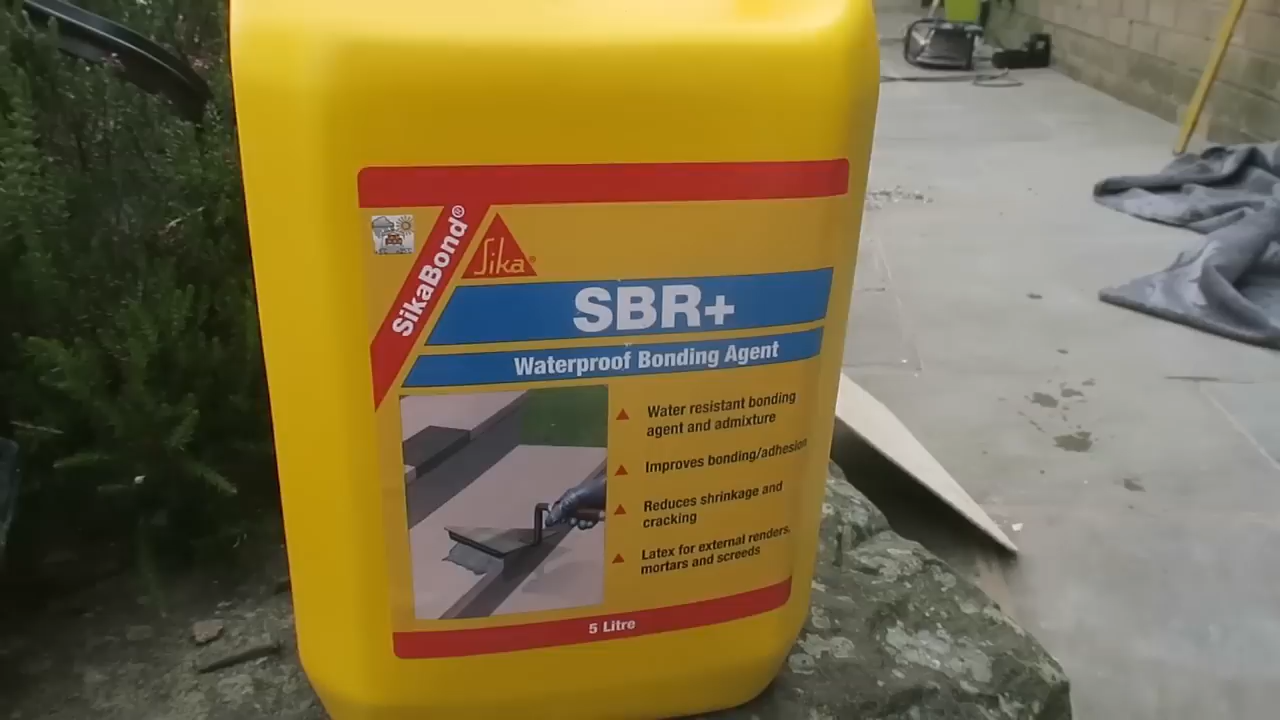 SikaBond®
Sika®
SBR+
Waterproof Bonding Agent
Water resistant bonding
agent and admixture
Improves bonding/adhesion
Reduces shrinkage and
cracking
Latex for external renders,
mortars and screeds
5 Litre